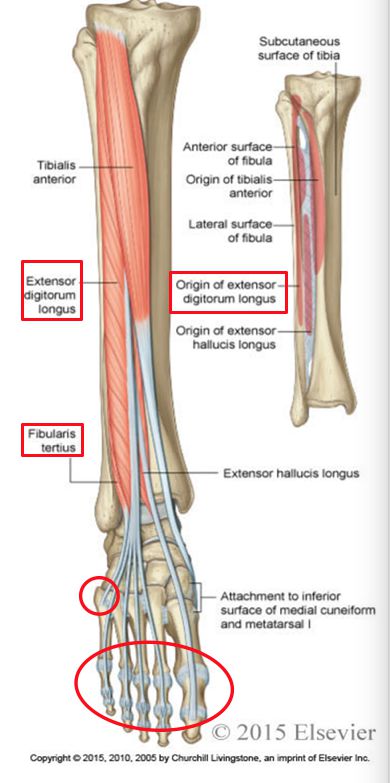 Subcutaneous
surface of tibia
Anterior surface
of fibula
Tibialis
anterior
Origin of tibialis
anterior
Lateral surface
of fibula
Extensor
digitorum
longus
Origin of extensor
digitorum longus
Origin of extensor
hallucis longus
Fibularis
tertius
Extensor hallucis longus
Attachment to inferior
surface of medial cuneiform
and metatarsal I
© 2015 Elsevier
Copyright © 2015, 2010, 2005 by Churchill Livingstone, an imprint of Elsevier Inc.